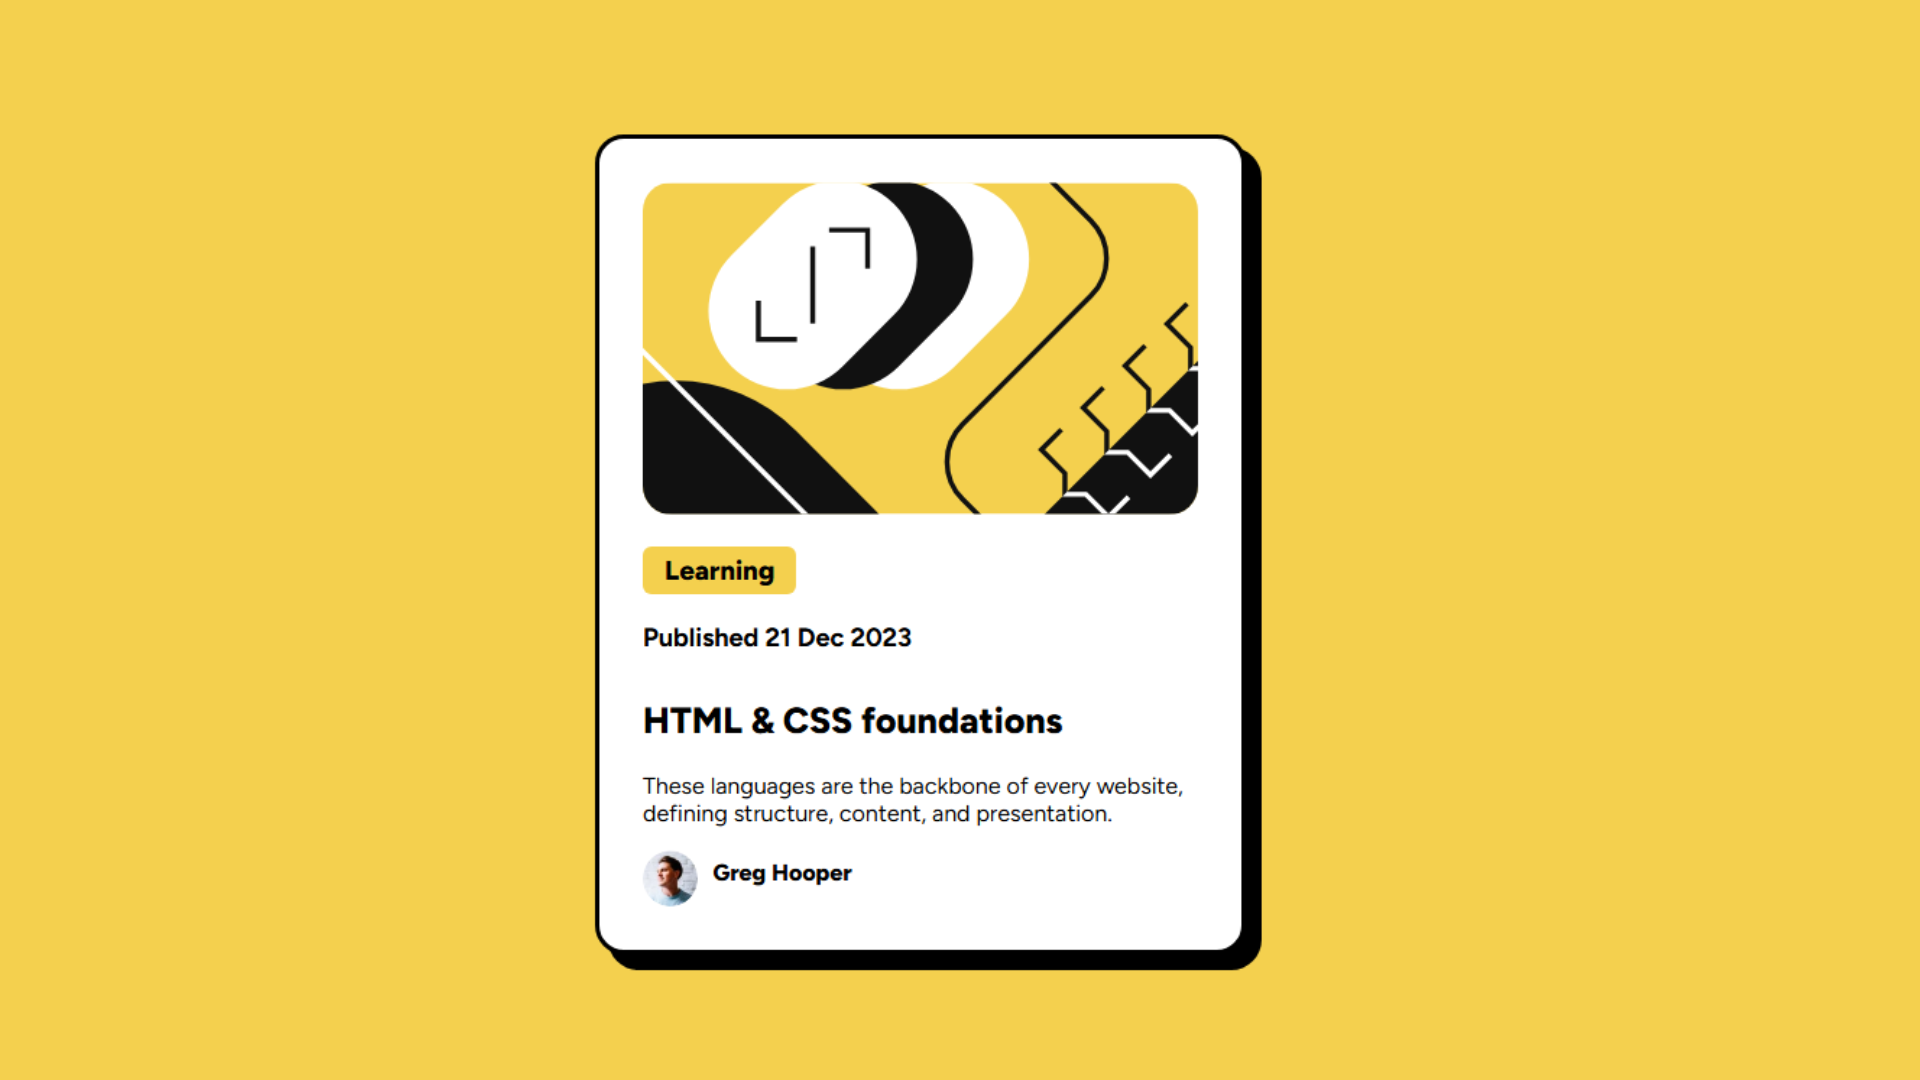 Learning
Published 21 Dec 2023
HTML & CSS foundations
These languages are the backbone of every website,
defining structure, content, and presentation.
Greg Hooper